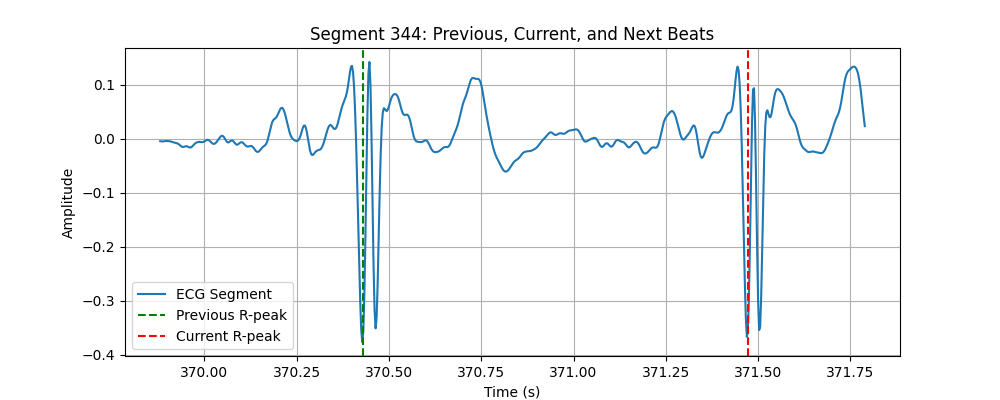 Segment 344: Previous, Current, and Next Beats
Amplitude
0.1
0.0
−0.1
−0.2
−0.3
−0.4
ECG Segment
Previous R-peak
Current R-peak
370.00 370.25 370.50 370.75 371.00 371.25 371.50 371.75
Time (s)